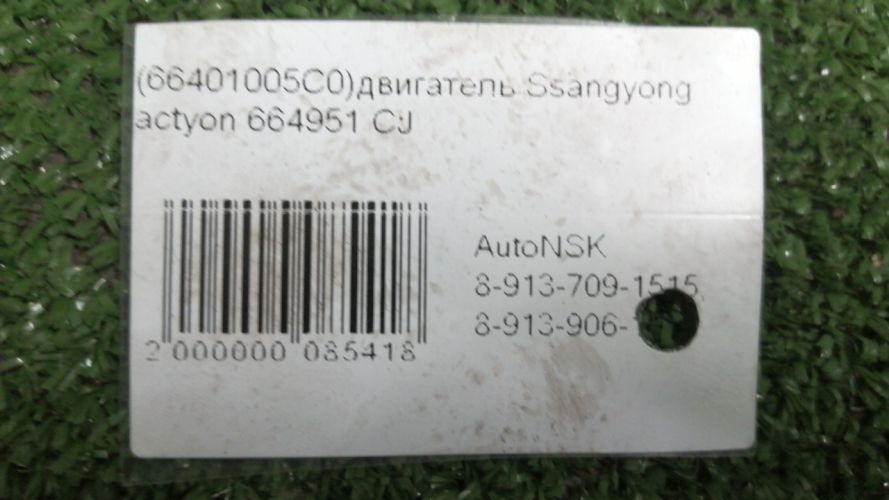 (66401005C0)двигатель Ssangyong
actyon 664951 CJ
2 000000 085418
AutoNSK
8-913-709-1515
8-913-906-